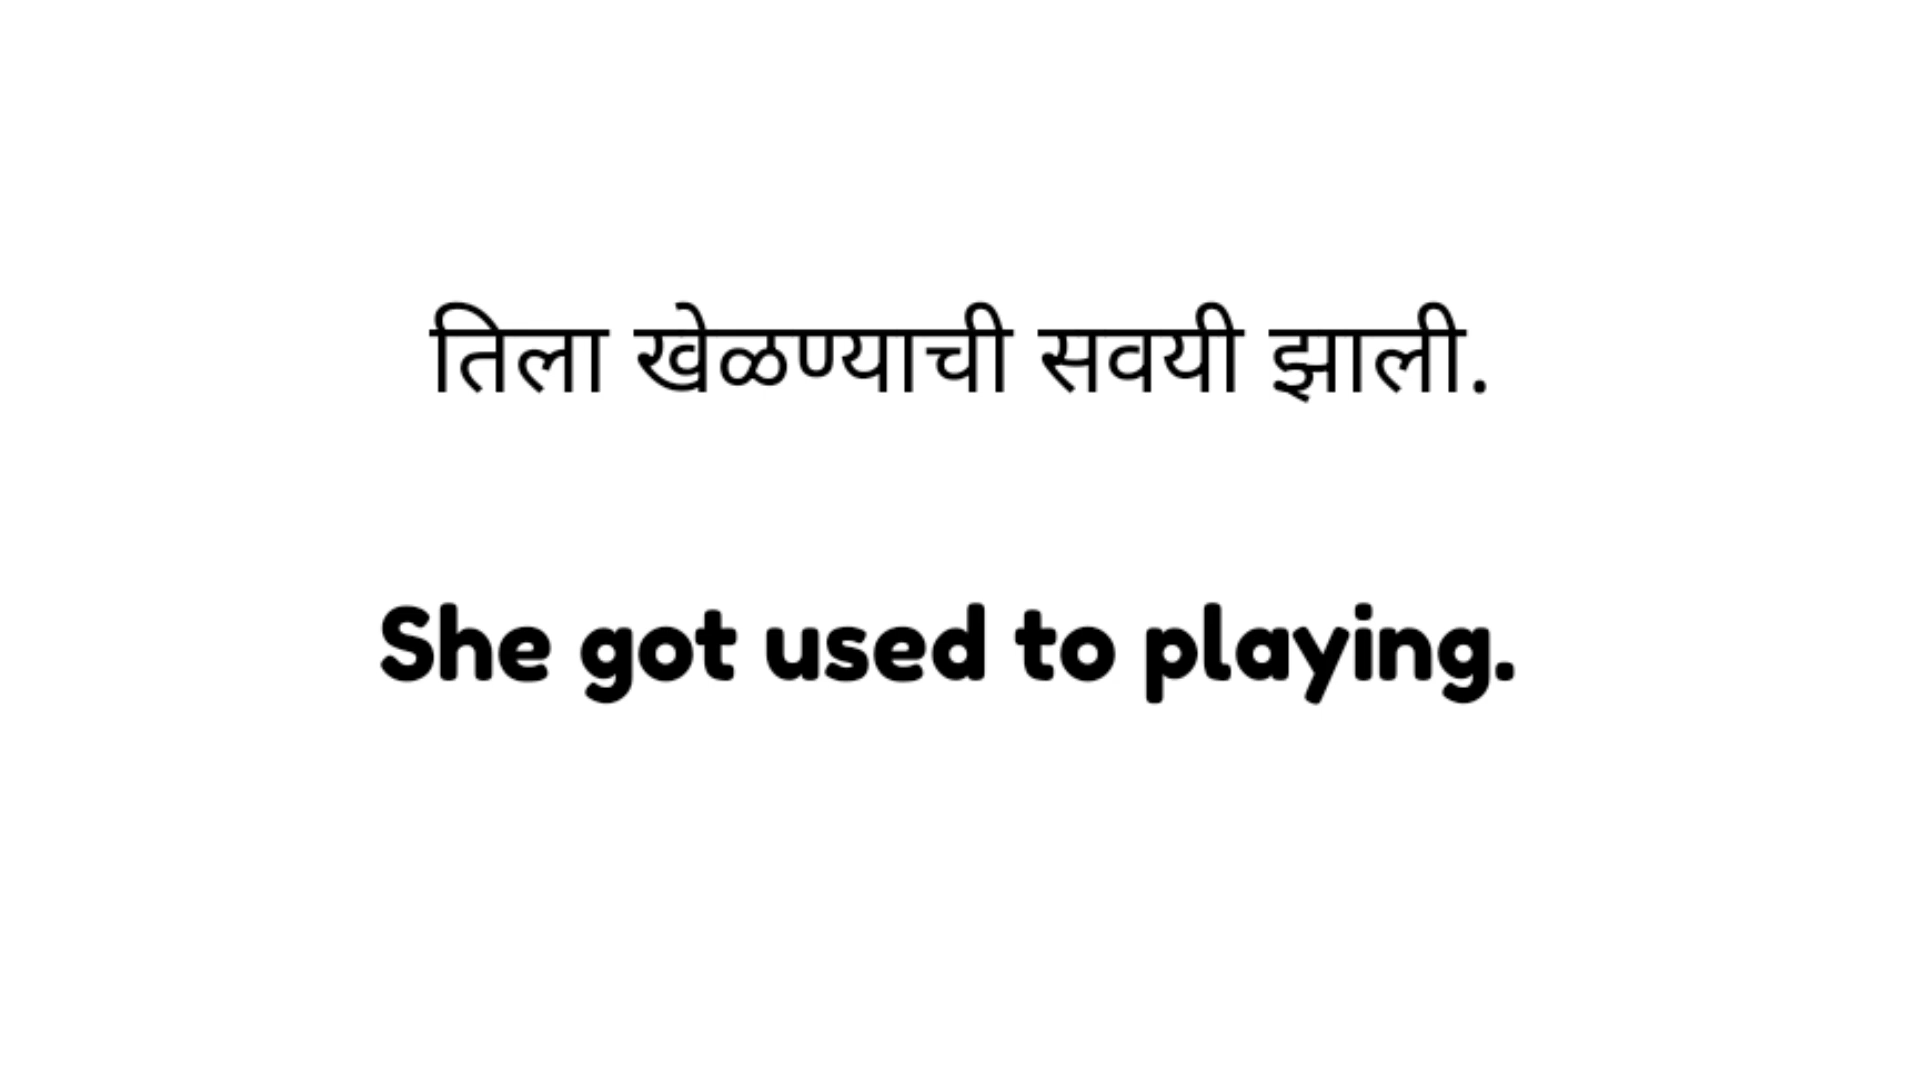 तिला खेळण्याची सवयी झाली.
She got used to playing.